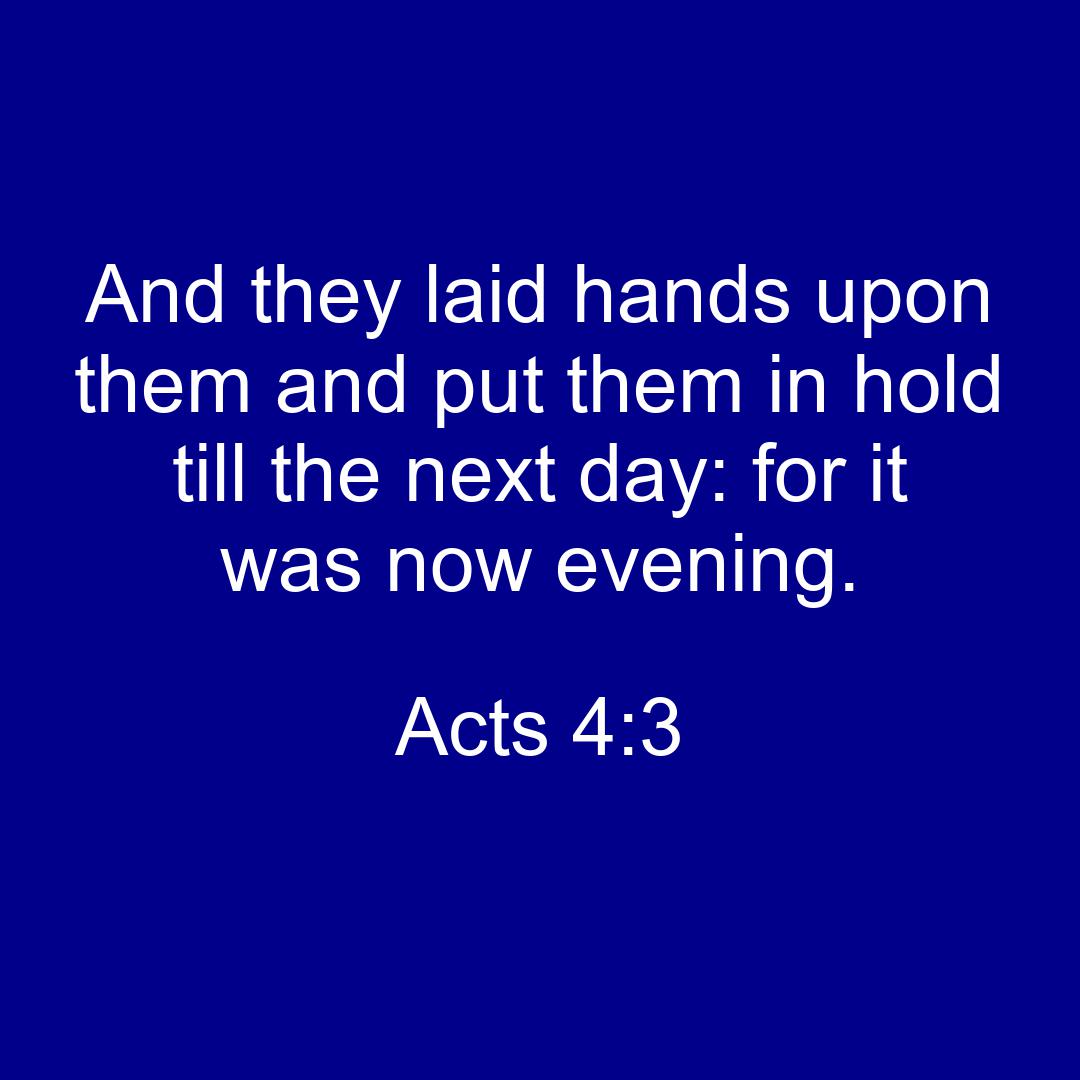 And they laid hands upon
them and put them in hold
till the next day: for it
was now evening.
Acts 4:3